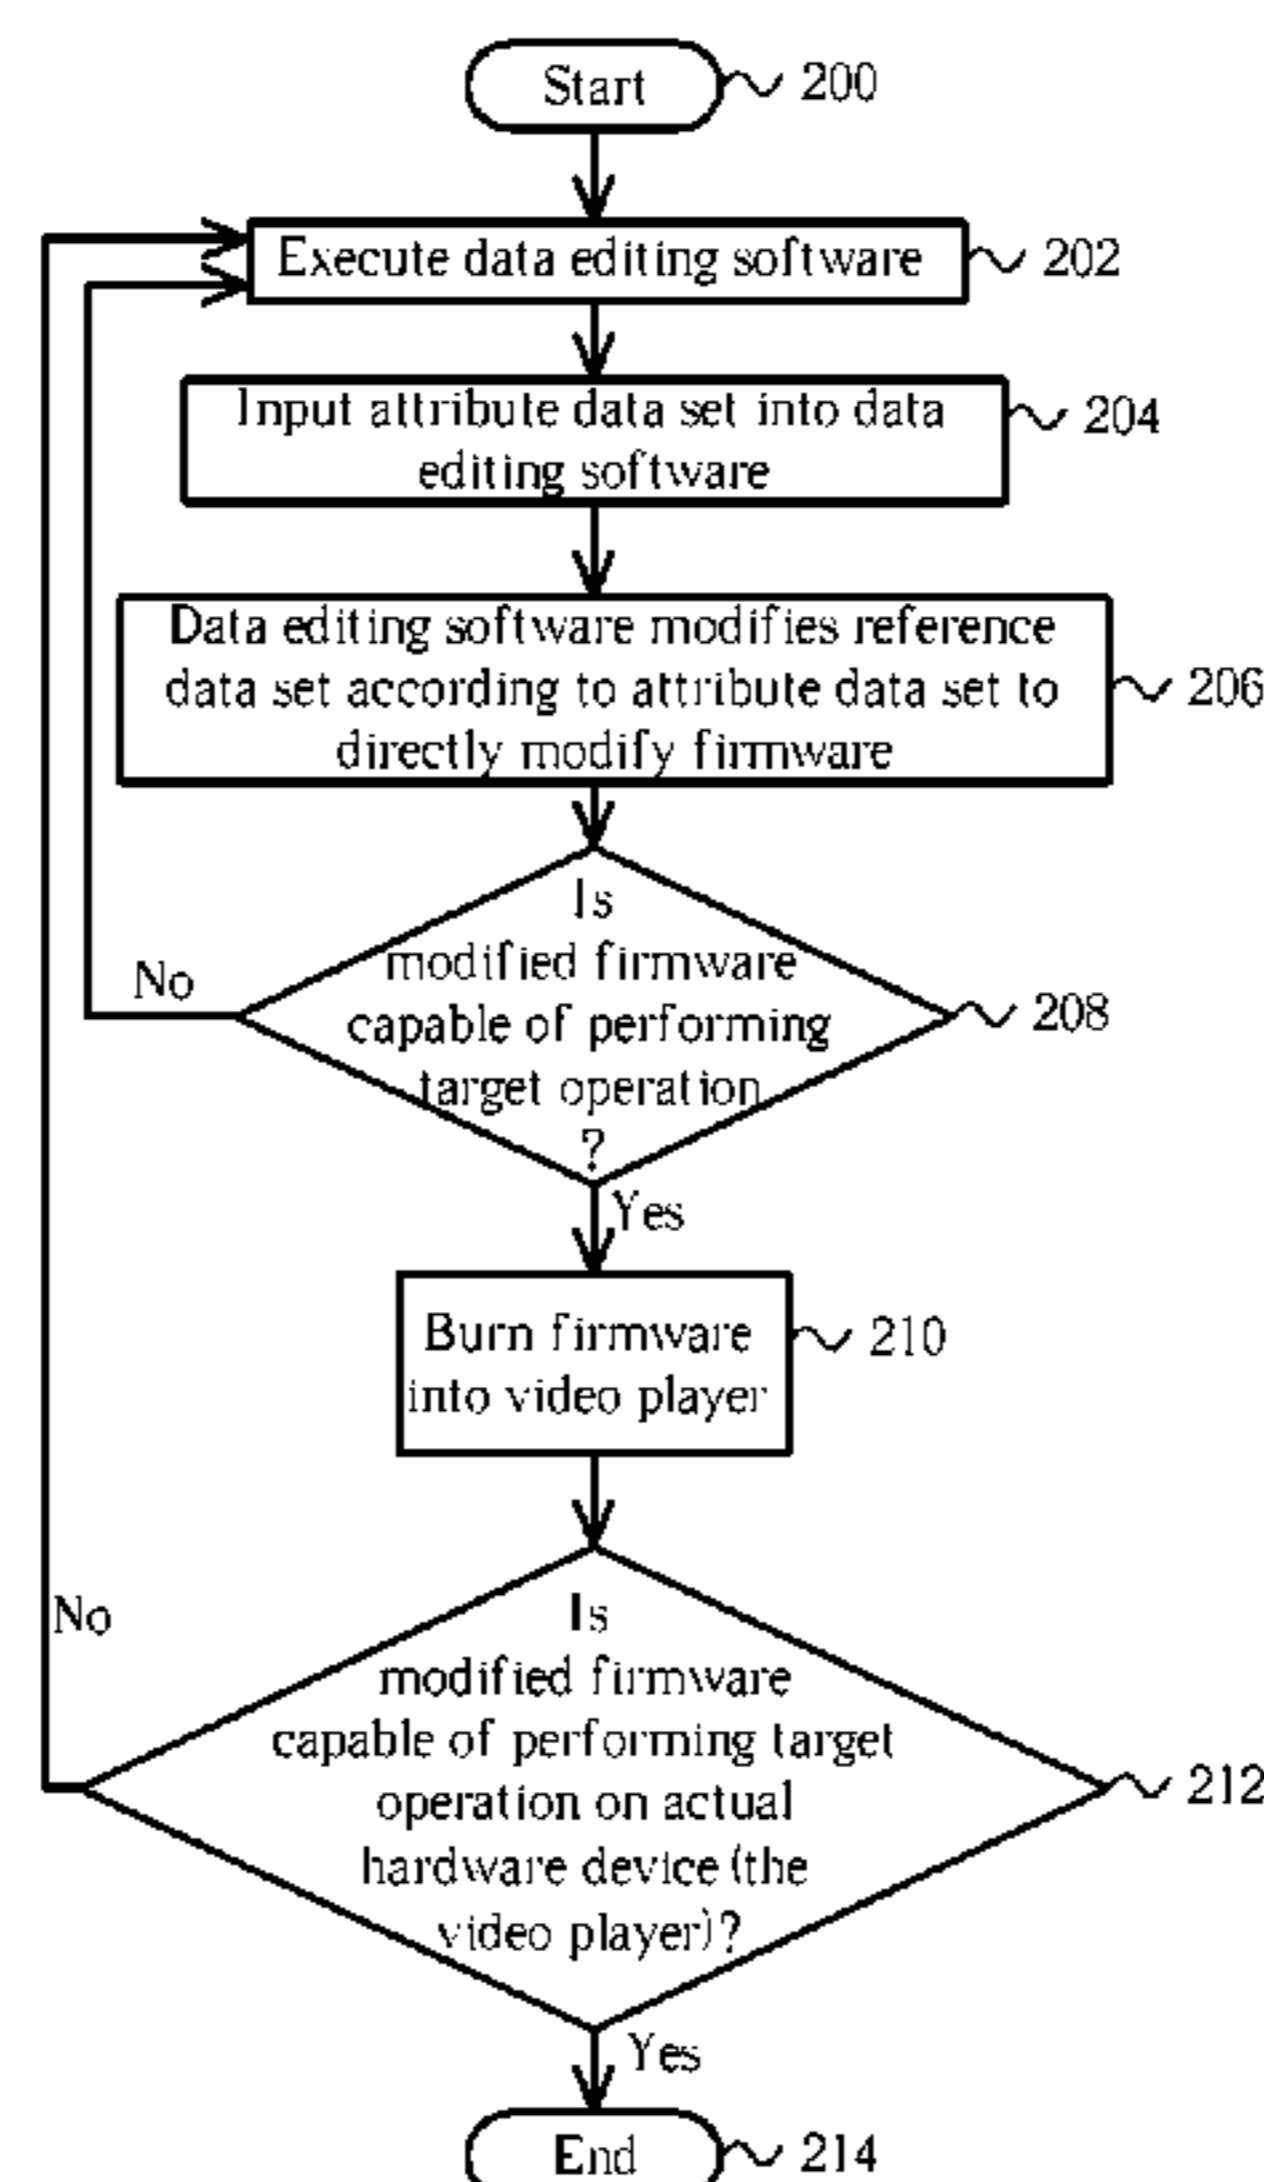 Start
200
Execute data editing software
202
Input attribute data set into data
editing software
204
Data editing software modifies reference
data set according to attribute data set to
directly modify firmware
206
Is
modified firmware
capable of performing
target operation
?
208
No
Yes
Burn firmware
into video player
210
Is
modified firmware
capable of performing target
operation on actual
hardware device (the
video player)?
212
No
Yes
End
214